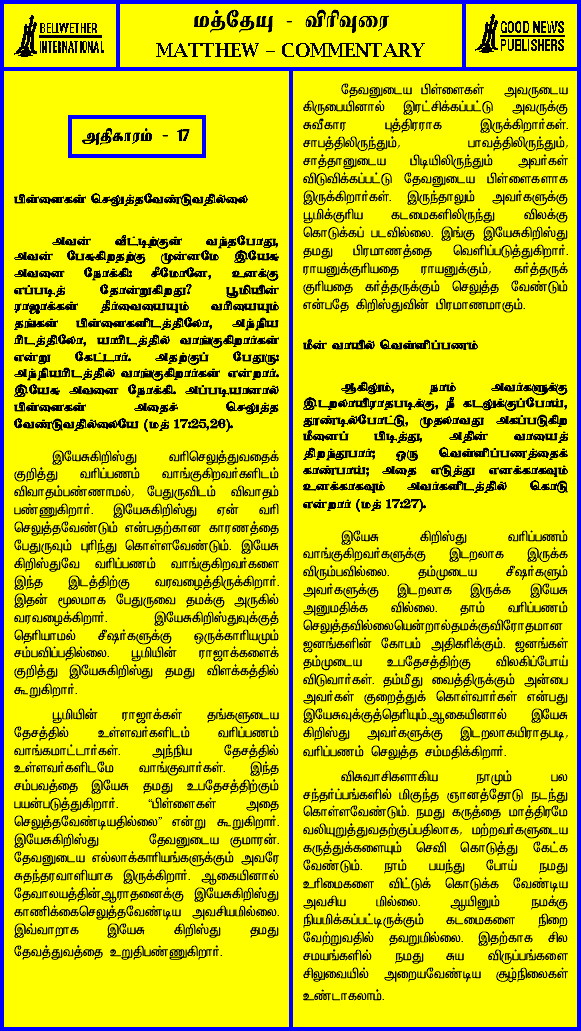 BELWETHER
INTERNATIONAL
மத்தேயு - விரிவுரை
MATTHEW – COMMENTARY
GOOD NEWS
PUBLISHERS
அதிகாரம் - 17
பிள்ளைகள் செலுத்தவேண்டுவதில்லை
அவன் வீட்டிற்குள் வந்தபோது,
அவன் பேசுகிறதற்கு முன்னமே இயேசு
அவனை நோக்கி: சீமோனே, உனக்கு
எப்படித் தோன்றுகிறது? பூமியின்
ராஜாக்கள் தீர்வையையும் வரியையும்
தங்கள் பிள்ளைகளிடத்திலோ, அந்நிய
ரிடத்திலோ, யாரிடத்தில் வாங்குகிறார்கள்
என்று கேட்டார். அதற்குப் பேதுரு:
அந்நியரிடத்தில் வாங்குகிறார்கள் என்றார்.
இயேசு அவனை நோக்கி. அப்படியானால்
பிள்ளைகள் அதைச் செலுத்த
வேண்டுவதில்லையே (மத் 17:25,26).
இயேசுகிறிஸ்து வரிசெலுத்துவதைக்
குறித்து வரிப்பணம் வாங்குகிறவர்களிடம்
விவாதம்பண்ணாமல், பேதுருவிடம் விவாதம்
பண்ணுகிறார். இயேசுகிறிஸ்து ஏன் வரி
செலுத்தவேண்டும் என்பதற்கான காரணத்தை
பேதுருவும் புரிந்து கொள்ளவேண்டும். இயேசு
கிறிஸ்துவே வரிப்பணம் வாங்குகிறவர்களை
இந்த இடத்திற்கு வரவழைத்திருக்கிறார்.
இதன் மூலமாக பேதுருவை தமக்கு அருகில்
வரவழைக்கிறார். இயேசுகிறிஸ்துவுக்குத்
தெரியாமல் சீஷர்களுக்கு ஒருக்காரியமும்
சம்பவிப்பதில்லை. பூமியின் ராஜாக்களைக்
குறித்து இயேசுகிறிஸ்து தமது விளக்கத்தில்
கூறுகிறார்.
பூமியின் ராஜாக்கள் தங்களுடைய
தேசத்தில் உள்ளவர்களிடம் வரிப்பணம்
வாங்கமாட்டார்கள். அந்நிய தேசத்தில்
உள்ளவர்களிடமே வாங்குவார்கள். இந்த
சம்பவத்தை இயேசு தமது உபதேசத்திற்கும்
பயன்படுத்துகிறார். “பிள்ளைகள் அதை
செலுத்தவேண்டியதில்லை” என்று கூறுகிறார்.
இயேசுகிறிஸ்து தேவனுடைய குமாரன்.
தேவனுடைய எல்லாக்காரியங்களுக்கும் அவரே
சுதந்தரவாளியாக இருக்கிறார். ஆகையினால்
தேவாலயத்தின்ஆராதனைக்கு இயேசுகிறிஸ்து
காணிக்கைசெலுத்தவேண்டிய அவசியமில்லை.
இவ்வாறாக இயேசு கிறிஸ்து தமது
தேவத்துவத்தை உறுதிபண்ணுகிறார்.
தேவனுடைய பிள்ளைகள் அவருடைய
கிருபையினால் இரட்சிக்கப்பட்டு அவருக்கு
சுவீகார புத்திரராக இருக்கிறார்கள்.
சாபத்திலிருந்தும், பாவத்திலிருந்தும்,
சாத்தானுடைய பிடியிலிருந்தும் அவர்கள்
விடுவிக்கப்பட்டு தேவனுடைய பிள்ளைகளாக
இருக்கிறார்கள். இருந்தாலும் அவர்களுக்கு
பூமிக்குரிய கடமைகளிலிருந்து விலக்கு
கொடுக்கப் படவில்லை. இங்கு இயேசுகிறிஸ்து
தமது பிரமாணத்தை வெளிப்படுத்துகிறார்.
ராயனுக்குரியதை ராயனுக்கும், கர்த்தருக்
குரியதை கர்த்தருக்கும் செலுத்த வேண்டும்
என்பதே கிறிஸ்துவின் பிரமாணமாகும்.
மீன் வாயில் வெள்ளிப்பணம்
ஆகிலும், நாம் அவர்களுக்கு
இடறலாயிராதபடிக்கு, நீ கடலுக்குப்போய்,
தூண்டில்போட்டு, முதலாவது அகப்படுகிற
மீனைப் பிடித்து, அதின் வாயைத்
திறந்துபார்; ஒரு வெள்ளிப்பணத்தைக்
காண்பாய்; அதை எடுத்து எனக்காகவும்
உனக்காகவும் அவர்களிடத்தில் கொடு
என்றார் (மத் 17:27).
இயேசு கிறிஸ்து வரிப்பணம்
வாங்குகிறவர்களுக்கு இடறலாக இருக்க
விரும்பவில்லை. தம்முடைய சீஷர்களும்
அவர்களுக்கு இடறலாக இருக்க இயேசு
அனுமதிக்க வில்லை. தாம் வரிப்பணம்
செலுத்தவில்லையென்றால்தமக்குவிரோதமான
ஜனங்களின் கோபம் அதிகரிக்கும். ஜனங்கள்
தம்முடைய உபதேசத்திற்கு விலகிப்போய்
விடுவார்கள். தம்மீது வைத்திருக்கும் அன்பை
அவர்கள் குறைத்துக் கொள்வார்கள் என்பது
இயேசுவுக்குத்தெரியும்.ஆகையினால் இயேசு
கிறிஸ்து அவர்களுக்கு இடறலாகயிராதபடி,
வரிப்பணம் செலுத்த சம்மதிக்கிறார்.
விசுவாசிகளாகிய நாமும் பல
சந்தர்ப்பங்களில் மிகுந்த ஞானத்தோடு நடந்து
கொள்ளவேண்டும். நமது கருத்தை மாத்திரமே
வலியுறுத்துவதற்குப்பதிலாக, மற்றவர்களுடைய
கருத்துக்களையும் செவி கொடுத்து கேட்க
வேண்டும். நாம் பயந்து போய் நமது
உரிமைகளை விட்டுக் கொடுக்க வேண்டிய
அவசிய மில்லை. ஆயினும் நமக்கு
நியமிக்கப்பட்டிருக்கும் கடமைகளை நிறை
வேற்றுவதில் தவறுமில்லை. இதற்காக சில
சமயங்களில் நமது சுய விருப்பங்களை
சிலுவையில் அறையவேண்டிய சூழ்நிலைகள்
உண்டாகலாம்.